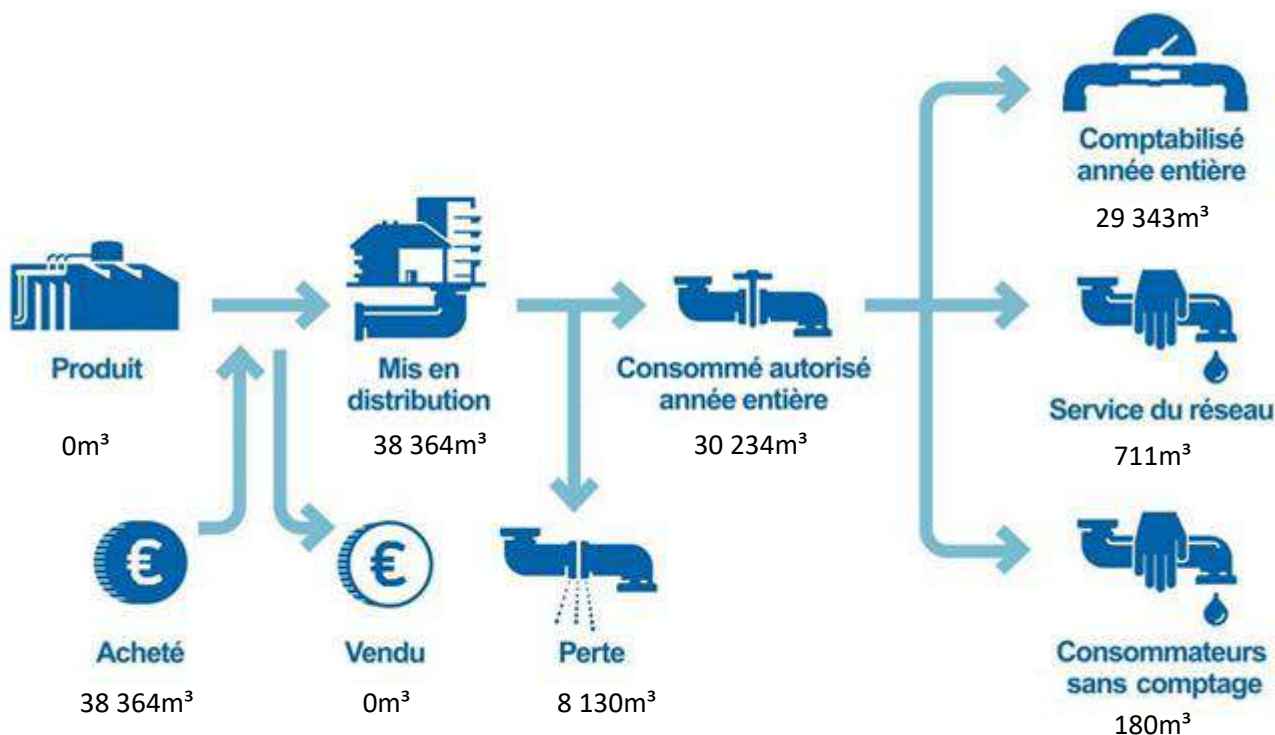 Comptabilisé
année entière
29 343m³
Produit
0m³
Mis en
distribution
38 364m³
Consommé autorisé
année entière
30 234m³
Service du réseau
711m³
€
Acheté
38 364m³
€
Vendu
0m³
Perte
8 130m³
Consommateurs
sans comptage
180m³